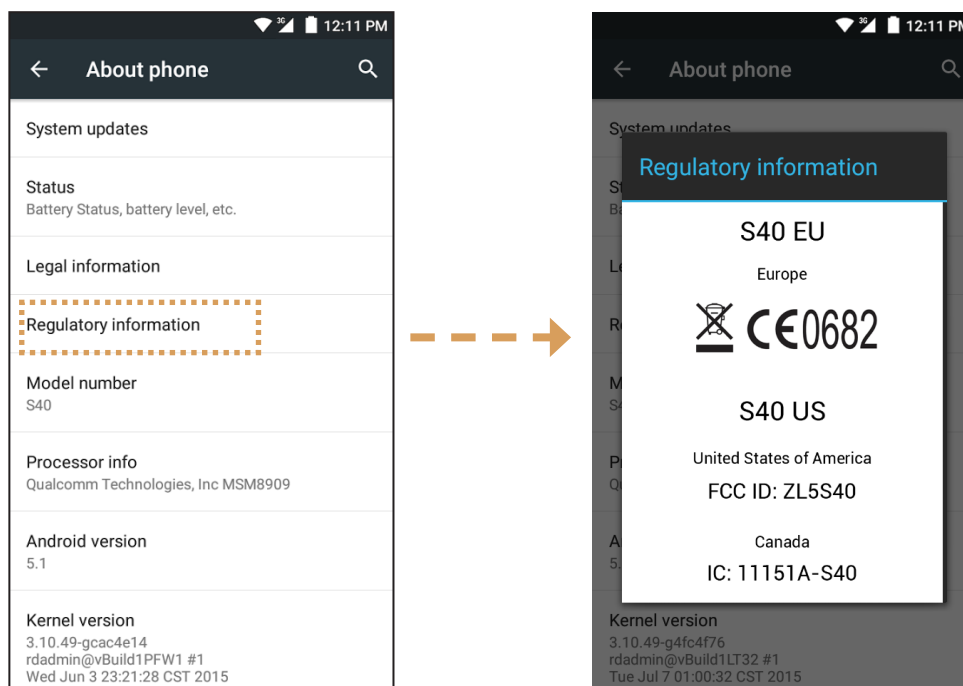 3G 12:11 PM
About phone
System updates
Status
Battery Status, battery level, etc.
Legal information
Regulatory information
Model number
S40
Processor info
Qualcomm Technologies, Inc MSM8909
Android version
5.1
Kernel version
3.10.49-gcac4e14
rdadmin@vBuild1PFW1 #1
Wed Jun 3 23:21:28 CST 2015
3G 12:11 PM
About phone
System updates
Regulatory information
S40 EU
Europe
CE0682
S40 US
United States of America
FCC ID: ZL5S40
Canada
IC: 11151A-S40
Kernel version
3.10.49-g4fc4f76
rdadmin@vBuild1LT32 #1
Tue Jul 7 01:00:32 CST 2015